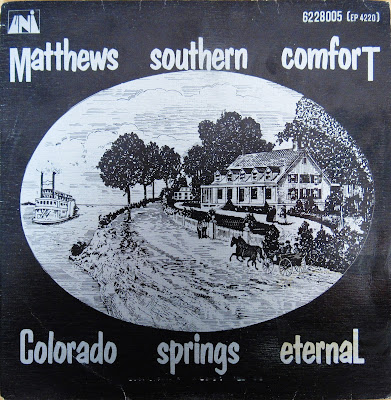 UNI
6228005 (EP 4220)
Matthews southern comforT
Colorado springs eternaL